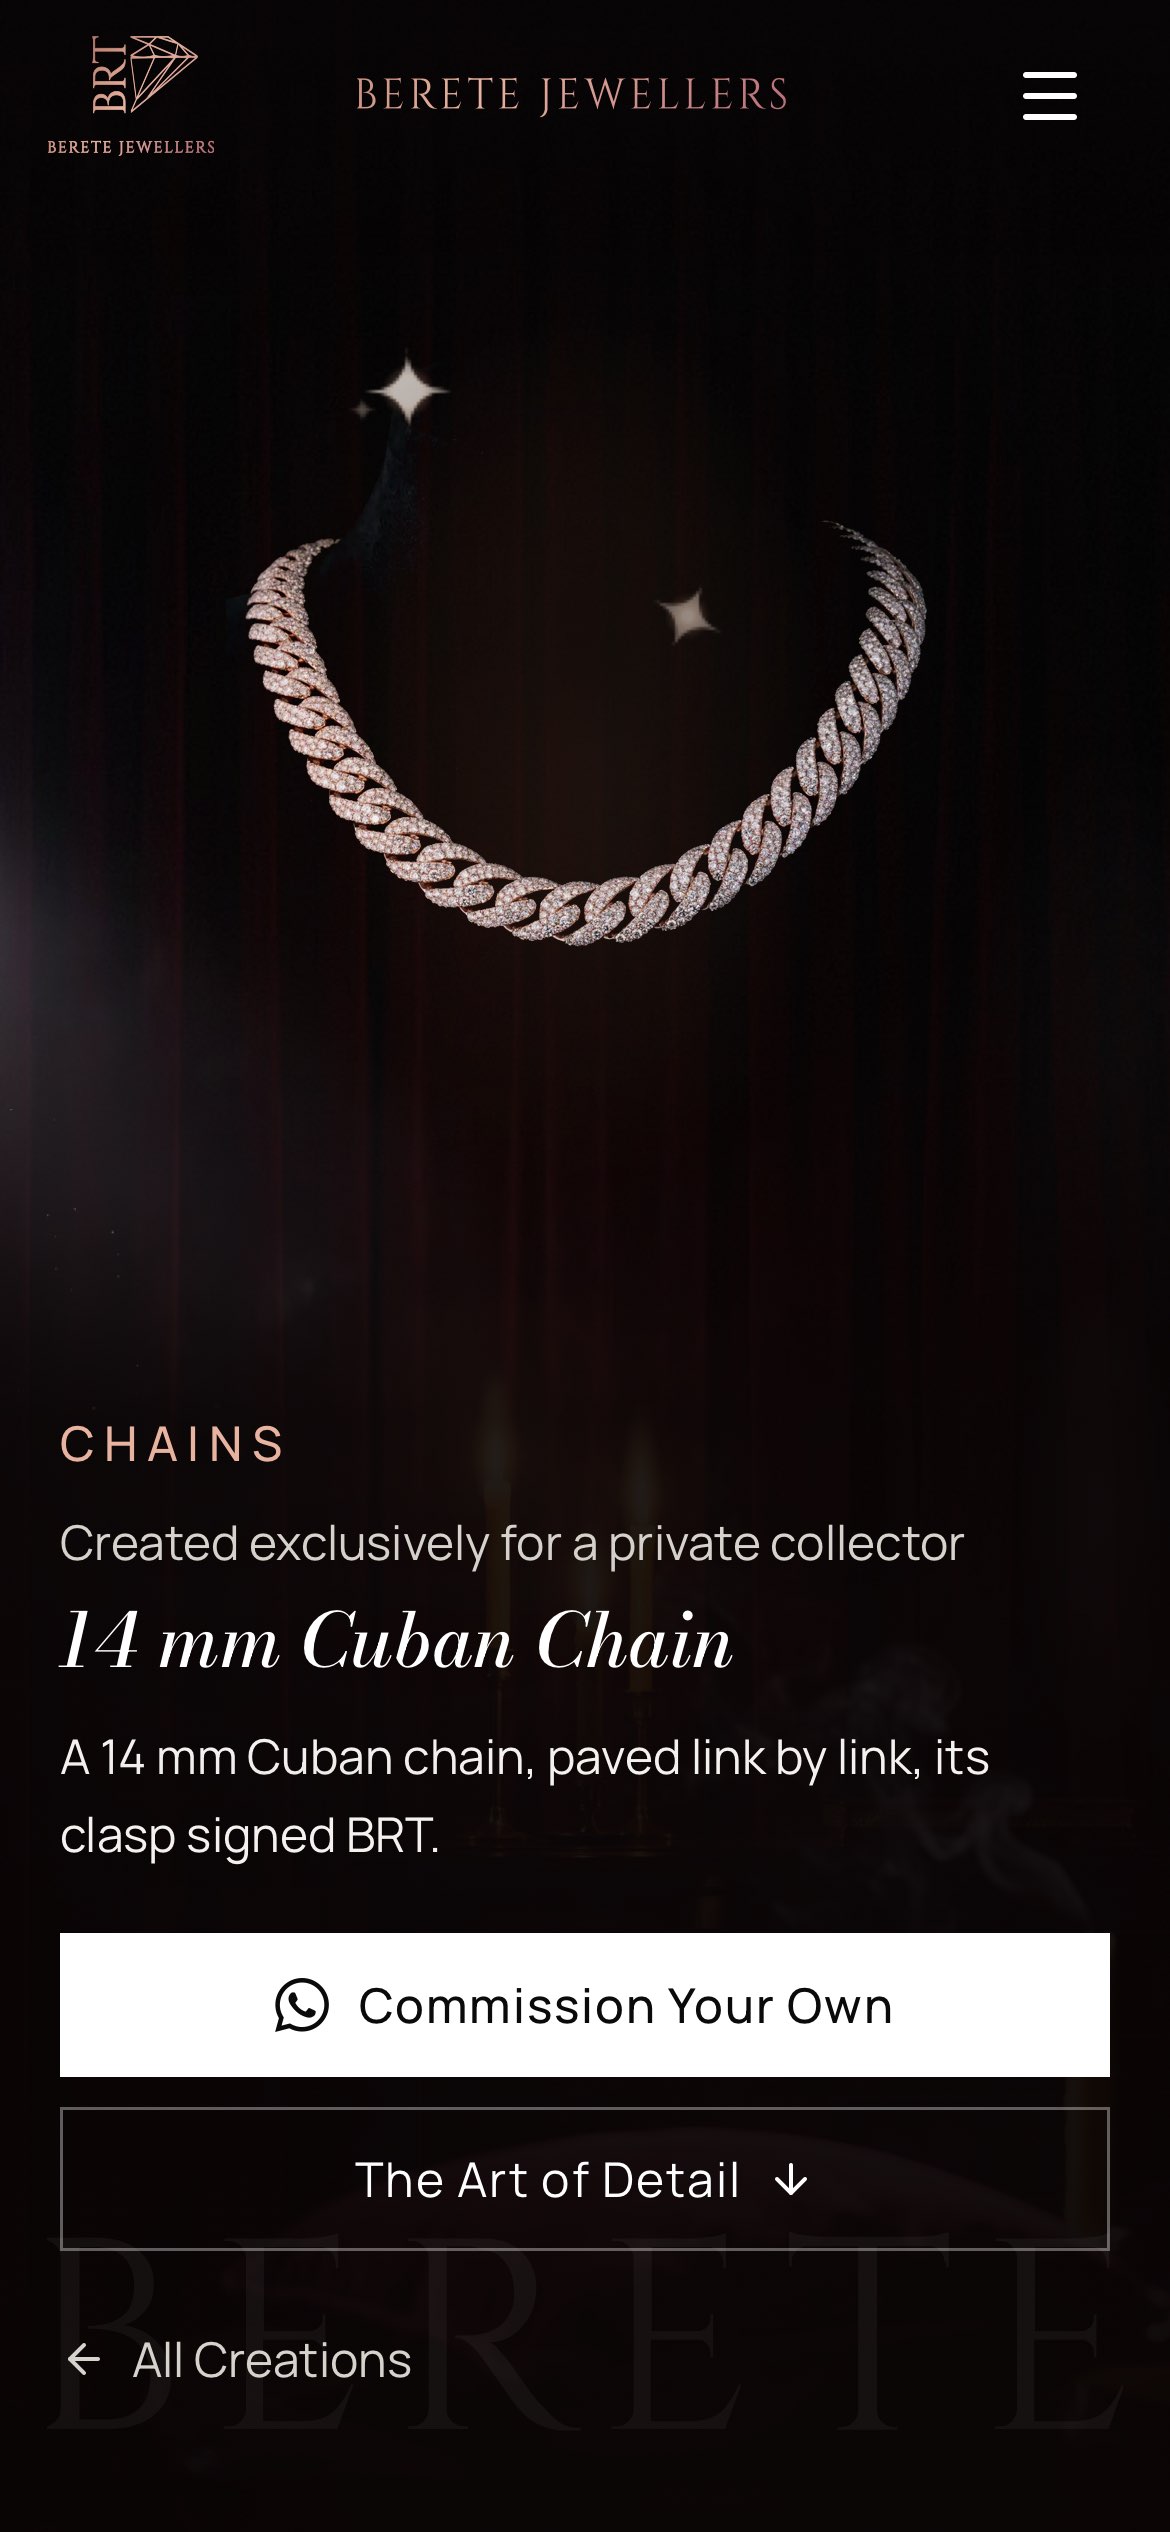 BRT
BERETE JEWELLERS
BERETE JEWELLERS
CHAINS
Created exclusively for a private collector
14 mm Cuban Chain
A 14 mm Cuban chain, paved link by link, its
clasp signed BRT.
Commission Your Own
The Art of Detail ↓
BERETE
← All Creations